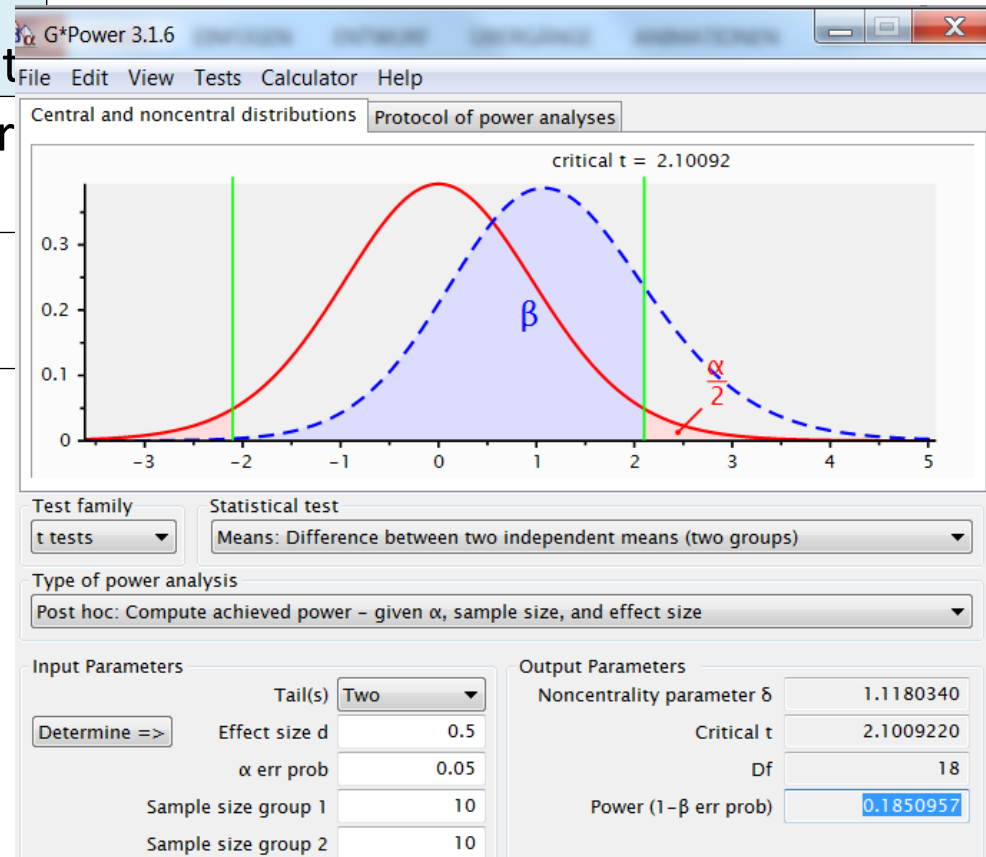 G*Power 3.1.6
t
File Edit View Tests Calculator Help
r
Central and noncentral distributions Protocol of power analyses
critical t = 2.10092
0.3
0.2
0.1
0
β
α
2
-3 -2 -1 0 1 2 3 4 5
Test family Statistical test
t tests Means: Difference between two independent means (two groups)
Type of power analysis
Post hoc: Compute achieved power – given α, sample size, and effect size
Input Parameters Output Parameters
Tail(s) Two Noncentrality parameter δ 1.1180340
Determine => Effect size d 0.5 Critical t 2.1009220
α err prob 0.05 Df 18
Sample size group 1 10 Power (1-β err prob) 0.1850957
Sample size group 2 10